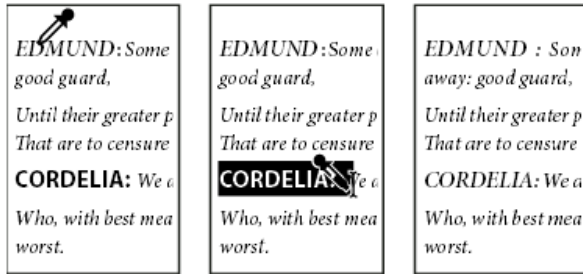 EDMUND: Some
good guard,
Until their greater p
That are to censure
CORDELIA: We a
Who, with best mea
worst.
EDMUND:Some
good guard,
Until their greater p
That are to censure
CORDELIA: We a
Who, with best mea
worst.
EDMUND : Som
away: good guard,
Until their greater p
That are to censure
CORDELIA: We a
Who, with best mea
worst.